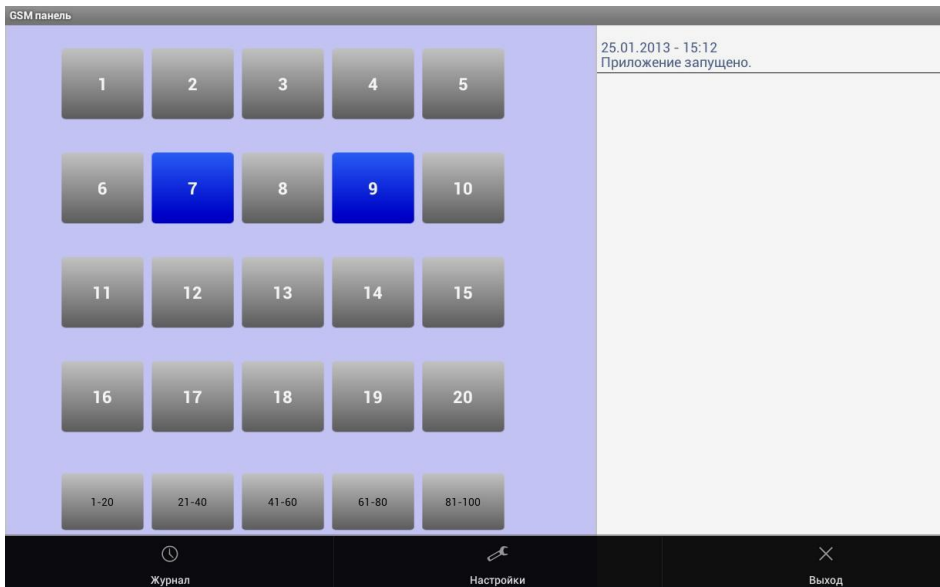 GSM панель
25.01.2013 - 15:12
Приложение запущено.
1 2 3 4 5
6 7 8 9 10
11 12 13 14 15
16 17 18 19 20
1-20 21-40 41-60 61-80 81-100
Журнал Настройки Выход